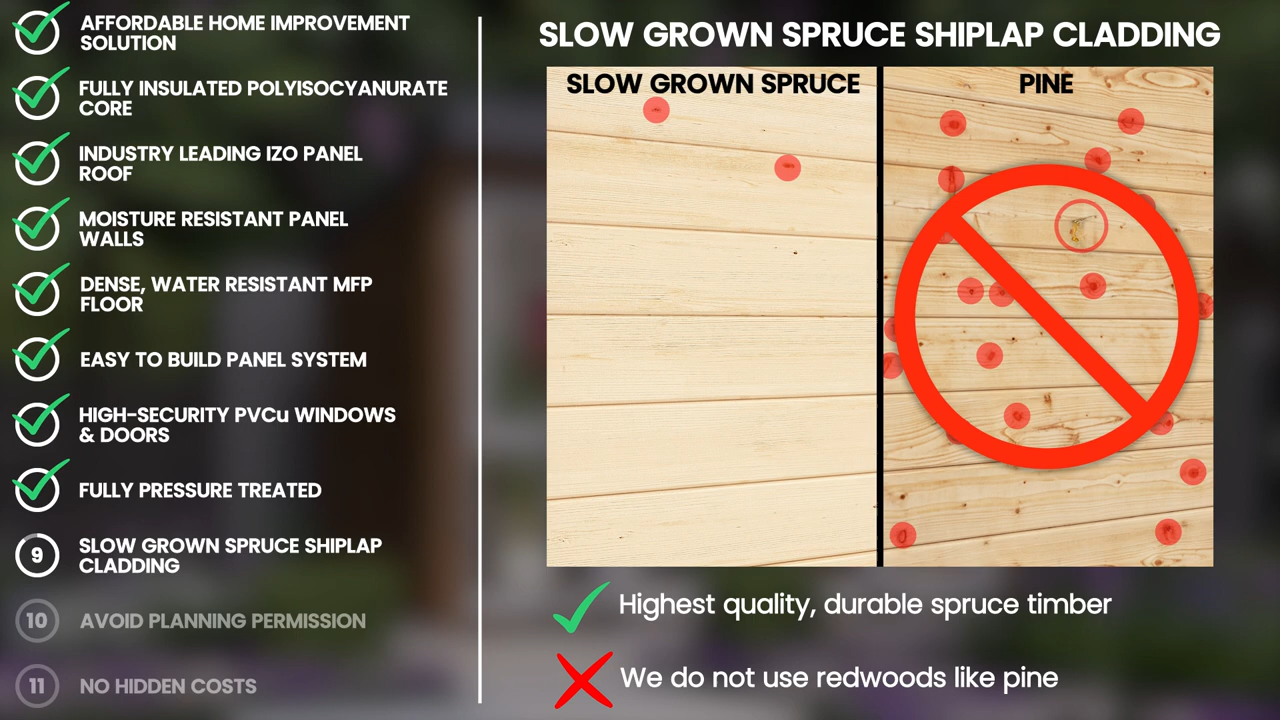 AFFORDABLE HOME IMPROVEMENT
SOLUTION
FULLY INSULATED POLYISOCYANURATE
CORE
INDUSTRY LEADING IZO PANEL
ROOF
MOISTURE RESISTANT PANEL
WALLS
DENSE, WATER RESISTANT MFP
FLOOR
EASY TO BUILD PANEL SYSTEM
HIGH-SECURITY PVCu WINDOWS
& DOORS
FULLY PRESSURE TREATED
9 SLOW GROWN SPRUCE SHIPLAP
CLADDING
10 AVOID PLANNING PERMISSION
11 NO HIDDEN COSTS
SLOW GROWN SPRUCE SHIPLAP CLADDING
SLOW GROWN SPRUCE
PINE
Highest quality, durable spruce timber
We do not use redwoods like pine